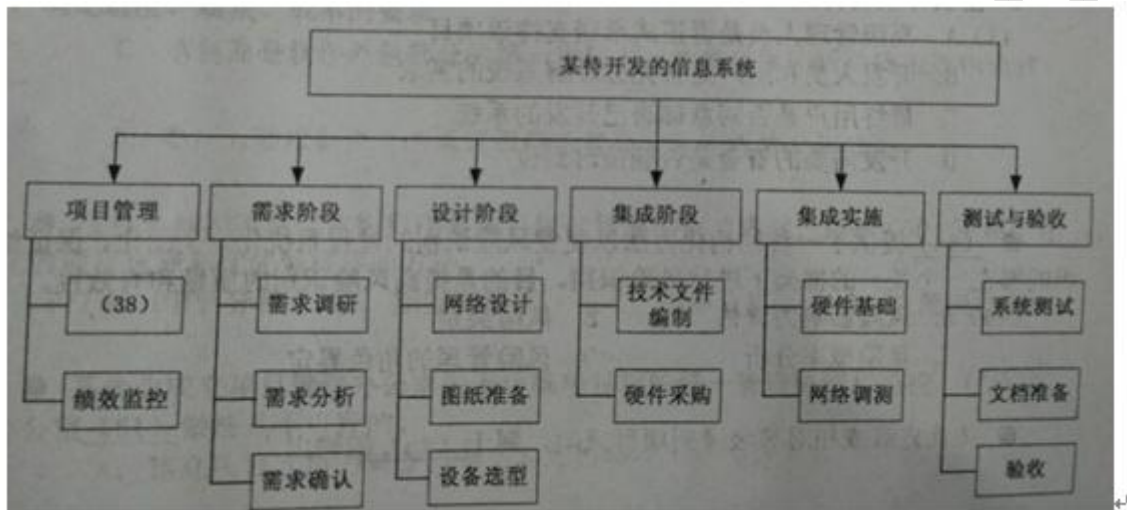 某待开发的信息系统
项目管理
需求阶段
设计阶段
集成阶段
集成实施
测试与验收
(38)
需求调研
网络设计
技术文件
编制
硬件基础
系统测试
绩效监控
需求分析
图纸准备
硬件采购
网络调测
文档准备
需求确认
设备选型
验收